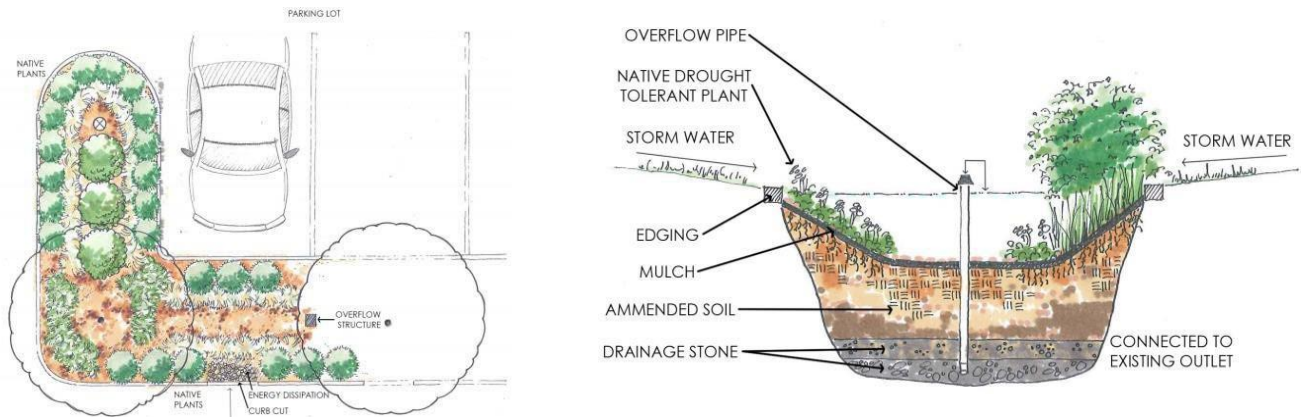 PARKING LOT
NATIVE
PLANTS
OVERFLOW
STRUCTURE
ENERGY DISSIPATION
NATIVE
PLANTS
CURB CUT
OVERFLOW PIPE
NATIVE DROUGHT
TOLERANT PLANT
STORM WATER
STORM WATER
EDGING
MULCH
AMMENDED SOIL
DRAINAGE STONE
CONNECTED TO
EXISTING OUTLET